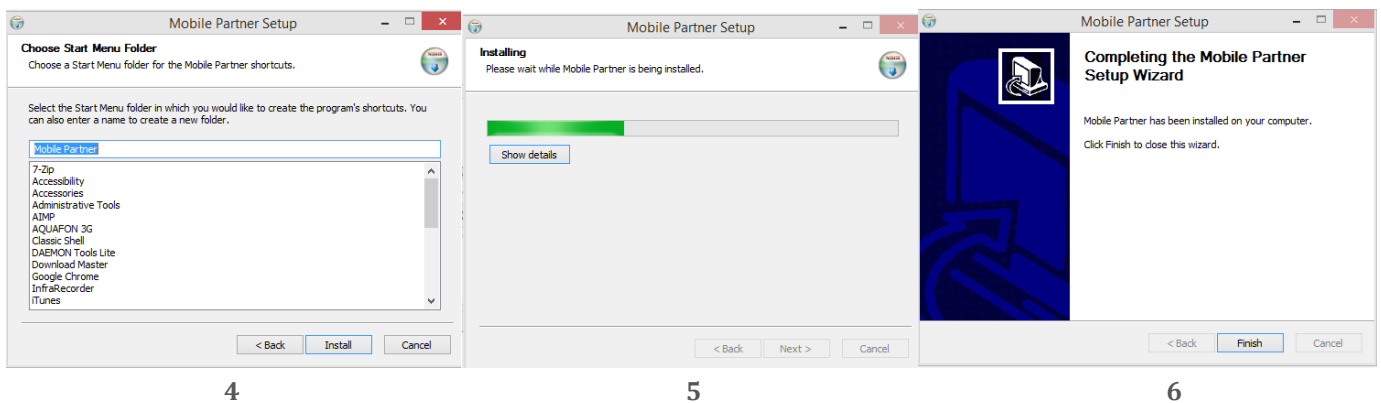 Mobile Partner Setup
Choose Start Menu Folder
Choose a Start Menu folder for the Mobile Partner shortcuts.
Select the Start Menu folder in which you would like to create the program's shortcuts. You
can also enter a name to create a new folder.
Mobile Partner
7-Zip
Accessibility
Accessories
Administrative Tools
AIMP
AQUAFON 3G
Classic Shell
DAEMON Tools Lite
Download Master
Google Chrome
InfraRecorder
iTunes
< Back Install Cancel
4
Mobile Partner Setup
Installing
Please wait while Mobile Partner is being installed.
Show details
< Back Next > Cancel
5
Mobile Partner Setup
Completing the Mobile Partner
Setup Wizard
Mobile Partner has been installed on your computer.
Click Finish to close this wizard.
< Back Finish Cancel
6